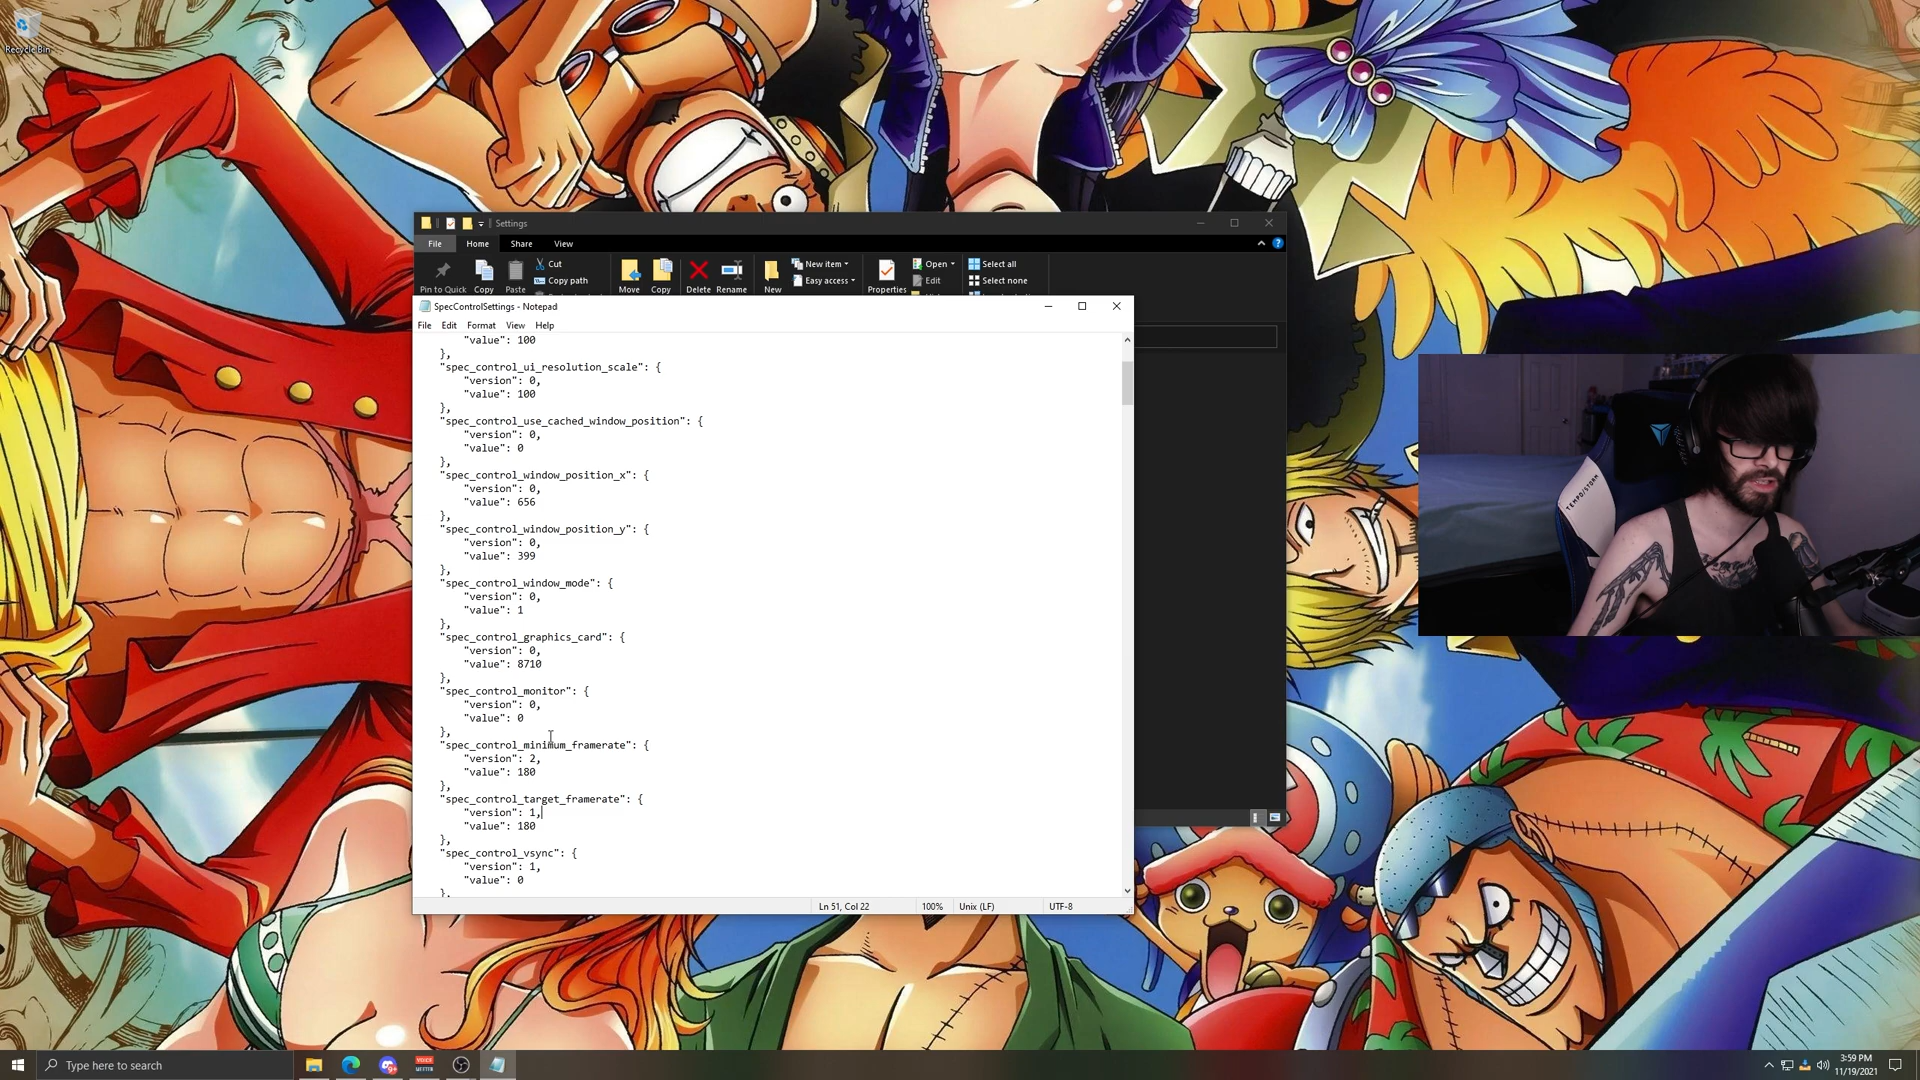 Recycle Bin
Settings
File Home Share View
Pin to Quick
Copy
Paste
Cut
Copy path
Move
Copy
Delete
Rename
New
New item
Easy access
Properties
Open
Edit
Select all
Select none
SpecControlSettings - Notepad
File Edit Format View Help
"value": 100
},
"spec_control_ui_resolution_scale": {
"version": 0,
"value": 100
},
"spec_control_use_cached_window_position": {
"version": 0,
"value": 0
},
"spec_control_window_position_x": {
"version": 0,
"value": 656
},
"spec_control_window_position_y": {
"version": 0,
"value": 399
},
"spec_control_window_mode": {
"version": 0,
"value": 1
},
"spec_control_graphics_card": {
"version": 0,
"value": 8710
},
"spec_control_monitor": {
"version": 0,
"value": 0
},
"spec_control_minimum_framerate": {
"version": 2,
"value": 180
},
"spec_control_target_framerate": {
"version": 1,
"value": 180
},
"spec_control_vsync": {
"version": 1,
"value": 0
},
Ln 51, Col 22 100% Unix (LF) UTF-8
TEMPO/STORM
Type here to search
3:59 PM
11/19/2021